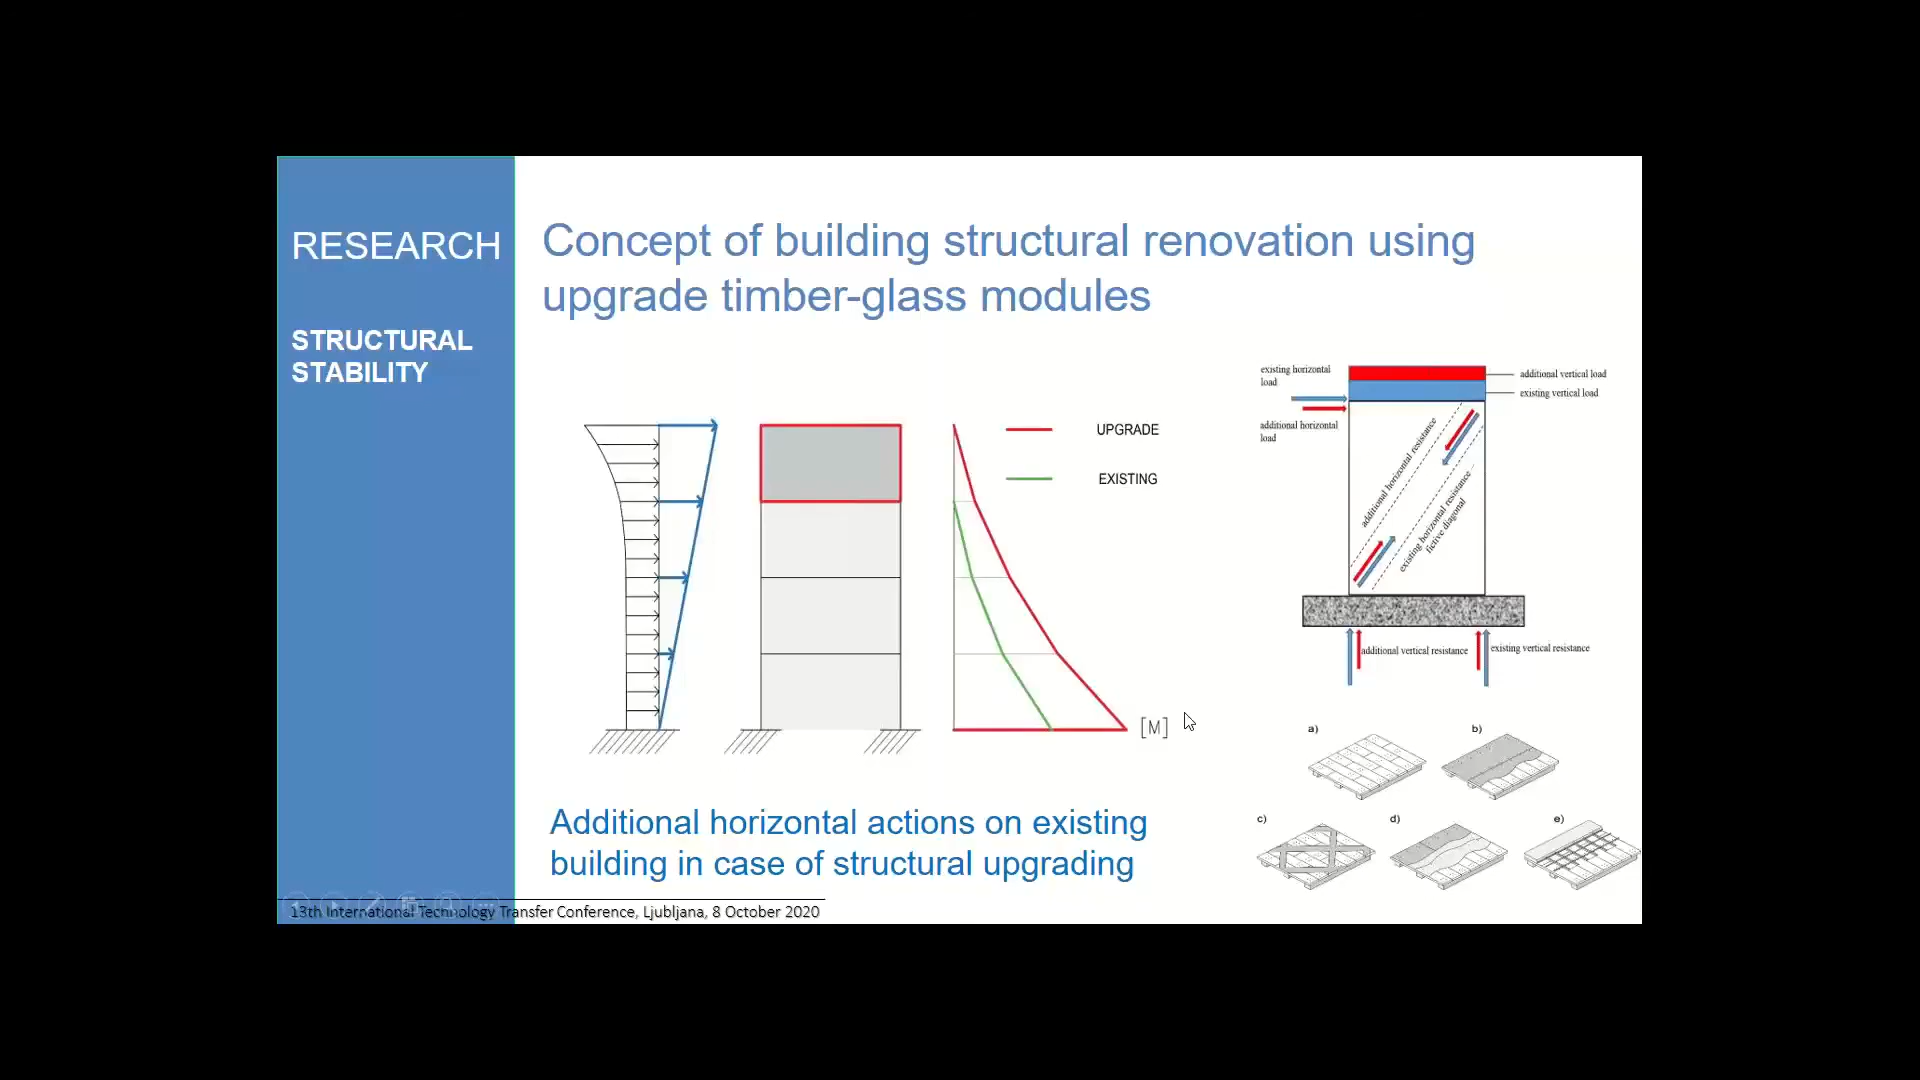 RESEARCH
STRUCTURAL
STABILITY
Concept of building structural renovation using
upgrade timber-glass modules
UPGRADE
EXISTING
[M]
existing horizontal
load
additional horizontal
load
additional vertical load
existing vertical load
additional horizontal resistance
existing horizontal resistance
fictive diagonal
additional vertical resistance
existing vertical resistance
a)
b)
c)
d)
e)
Additional horizontal actions on existing
building in case of structural upgrading
13th International Technology Transfer Conference, Ljubljana, 8 October 2020